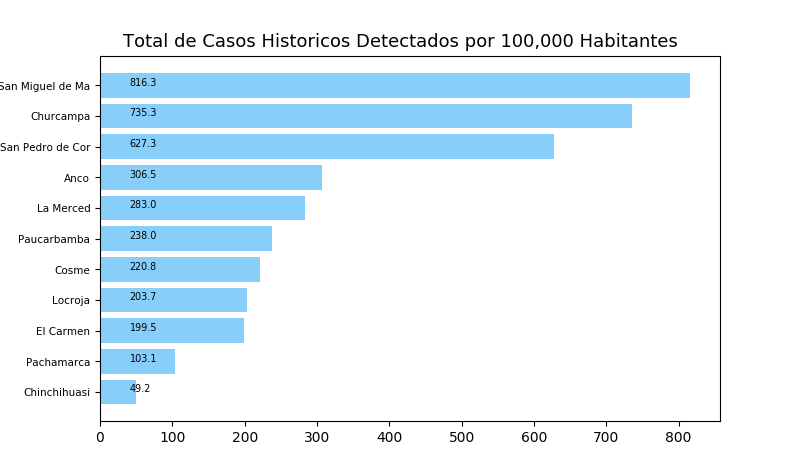 Total de Casos Historicos Detectados por 100,000 Habitantes
San Miguel de Ma 816.3
Churcampa 735.3
San Pedro de Cor 627.3
Anco 306.5
La Merced 283.0
Paucarbamba 238.0
Cosme 220.8
Locroja 203.7
El Carmen 199.5
Pachamarca 103.1
Chinchihuasi 49.2
0 100 200 300 400 500 600 700 800